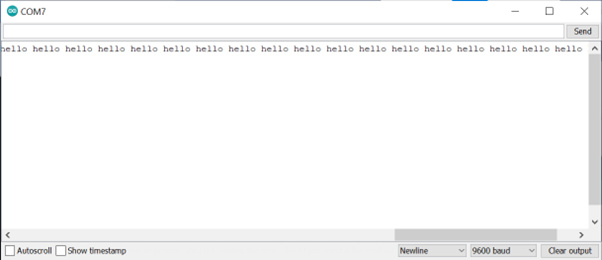 COM7
Send
hello hello hello hello hello hello hello hello hello hello hello hello hello hello hello hello hello hello
Autoscroll Show timestamp Newline 9600 baud Clear output